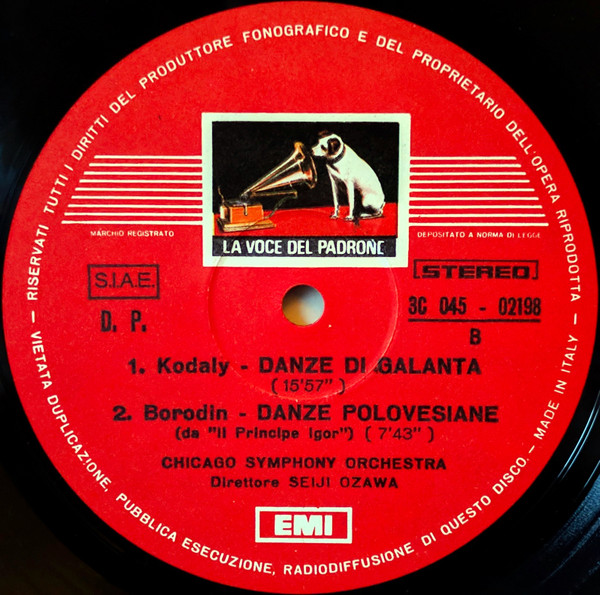 RISERVATI TUTTI I DIRITTI DEL PRODUTTORE FONOGRAFICO E DEL PROPRIETARIO DELL'OPERA RIPRODOTTA
LA VOCE DEL PADRONE
MARCHIO REGISTRATO
DEPOSITATO A NORMA DI LEGGE
S.I.A.E.
STEREO
D. P.
3C 045 - 02198
B
1. Kodaly - DANZE DI GALANTA
(15'57")
2. Borodin - DANZE POLOVESIANE
(da "Il Principe Igor") (7'43")
CHICAGO SYMPHONY ORCHESTRA
Direttore SEIJI OZAWA
EMI
VIETATA DUPLICAZIONE, PUBBLICA ESECUZIONE, RADIODIFFUSIONE DI QUESTO DISCO. - MADE IN ITALY -